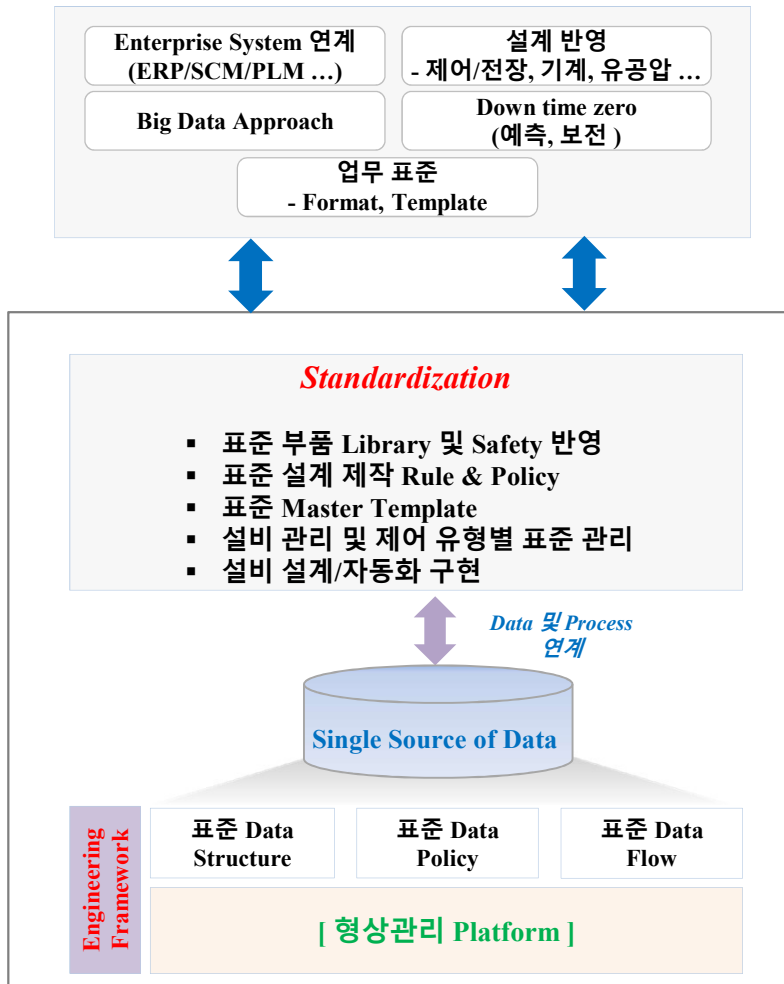 Enterprise System 연계
(ERP/SCM/PLM …)
설계 반영
- 제어/전장, 기계, 유공압 …
Big Data Approach
Down time zero
(예측, 보전 )
업무 표준
- Format, Template
Standardization
▪ 표준 부품 Library 및 Safety 반영
▪ 표준 설계 제작 Rule & Policy
▪ 표준 Master Template
▪ 설비 관리 및 제어 유형별 표준 관리
▪ 설비 설계/자동화 구현
Data 및 Process
연계
Single Source of Data
Engineering
Framework
표준 Data
Structure
표준 Data
Policy
표준 Data
Flow
[ 형상관리 Platform ]